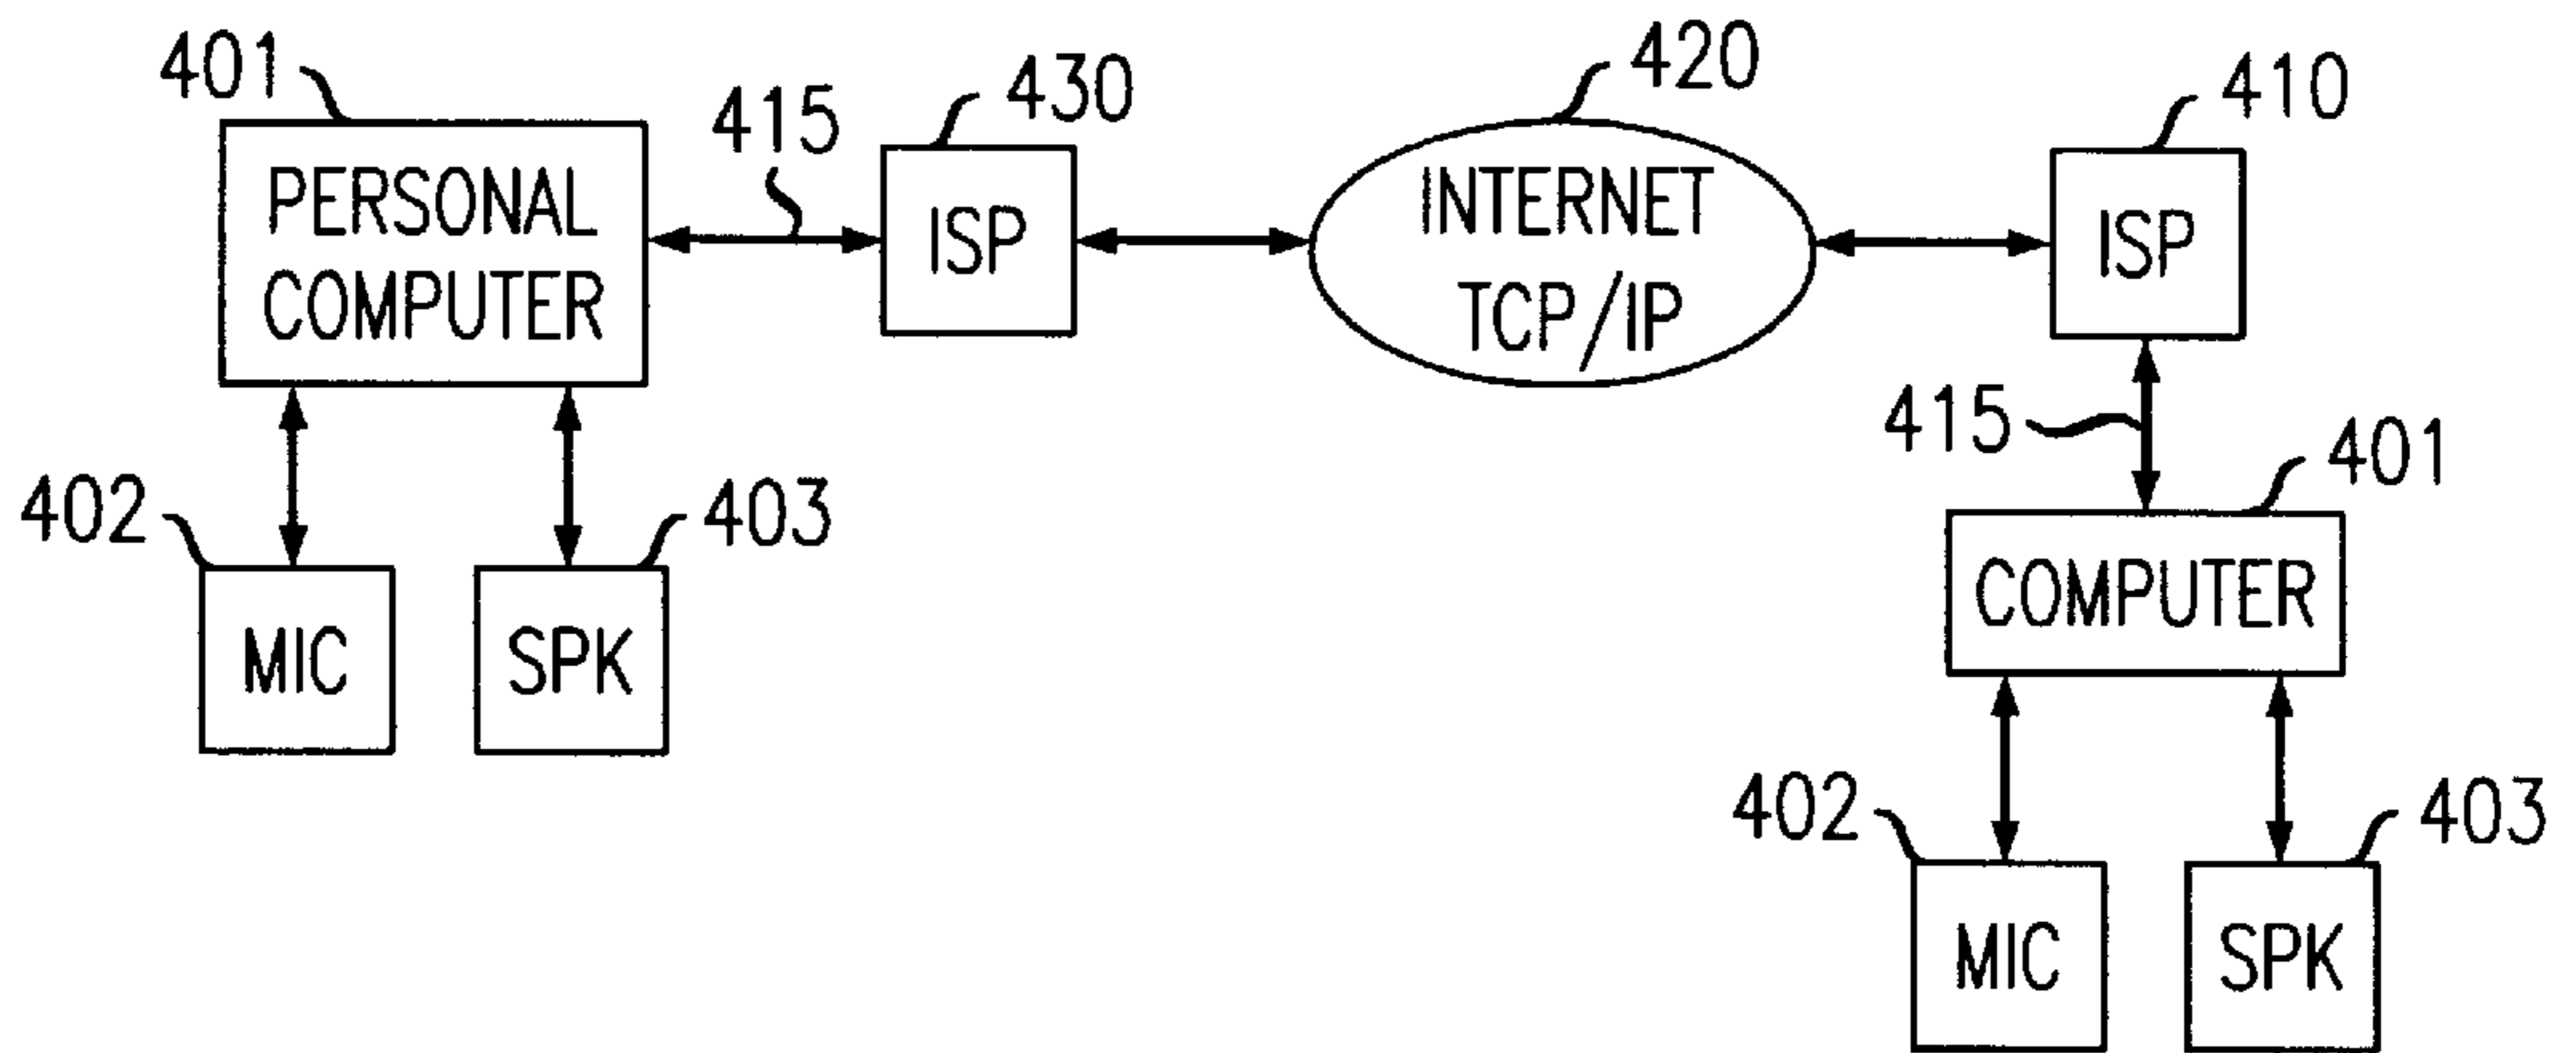 401
415
430
420
410
PERSONAL
COMPUTER
ISP
INTERNET
TCP/IP
ISP
415
401
402
403
COMPUTER
MIC
SPK
402
403
MIC
SPK